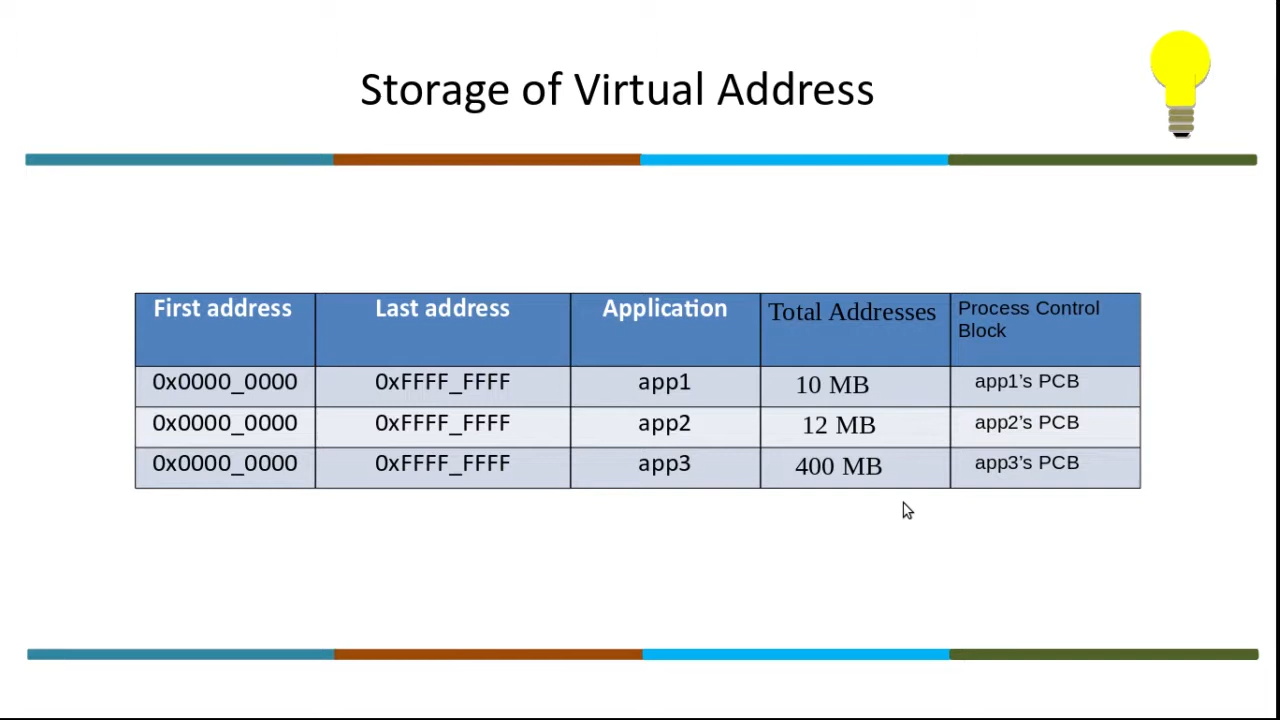 Storage of Virtual Address
First address Last address Application Total Addresses Process Control
Block
0x0000_0000 0xFFFF_FFFF app1 10 MB app1’s PCB
0x0000_0000 0xFFFF_FFFF app2 12 MB app2’s PCB
0x0000_0000 0xFFFF_FFFF app3 400 MB app3’s PCB